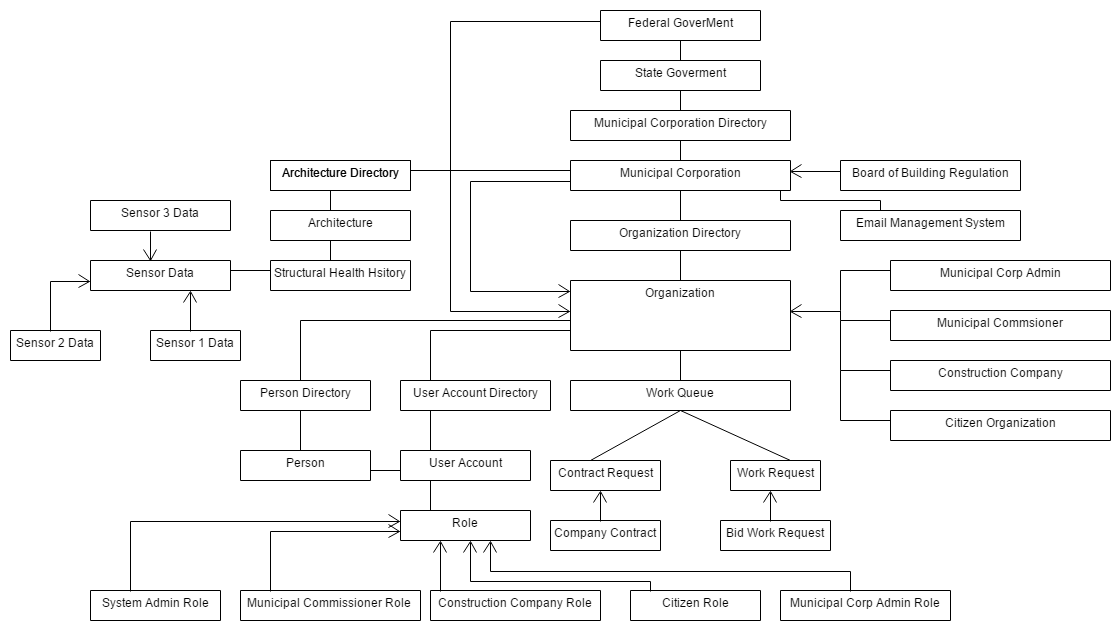 Federal GoverMent
State Goverment
Municipal Corporation Directory
Architecture Directory
Municipal Corporation
Board of Building Regulation
Sensor 3 Data
Architecture
Organization Directory
Email Management System
Sensor Data
Structural Health Hsitory
Organization
Municipal Corp Admin
Sensor 2 Data
Sensor 1 Data
Municipal Commsioner
Person Directory
User Account Directory
Work Queue
Construction Company
Citizen Organization
Person
User Account
Contract Request
Work Request
Role
Company Contract
Bid Work Request
System Admin Role
Municipal Commissioner Role
Construction Company Role
Citizen Role
Municipal Corp Admin Role